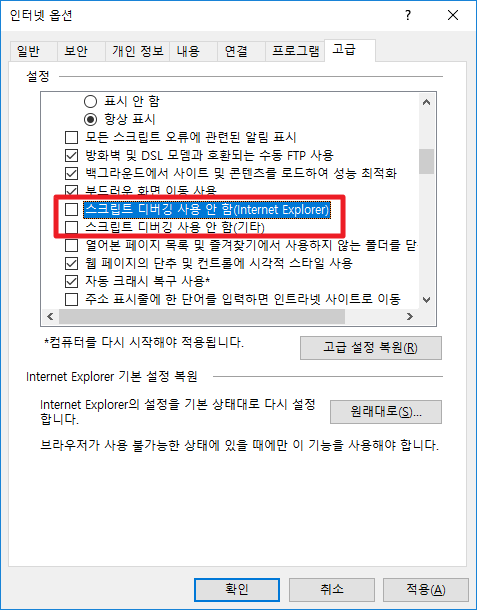 인터넷 옵션
일반 보안 개인 정보 내용 연결 프로그램 고급
설정
표시 안 함
항상 표시
모든 스크립트 오류에 관련된 알림 표시
방화벽 및 DSL 모뎀과 호환되는 수동 FTP 사용
백그라운드에서 사이트 및 콘텐츠를 로드하여 성능 최적화
부드러운 화면 이동 사용
스크립트 디버깅 사용 안 함(Internet Explorer)
스크립트 디버깅 사용 안 함(기타)
열어본 페이지 목록 및 즐겨찾기에서 사용하지 않는 폴더를 닫
웹 페이지의 단추 및 컨트롤에 시각적 스타일 사용
자동 크래시 복구 사용*
주소 표시줄에 한 단어를 입력하면 인트라넷 사이트로 이동
*컴퓨터를 다시 시작해야 적용됩니다.
고급 설정 복원(R)
Internet Explorer 기본 설정 복원
Internet Explorer의 설정을 기본 상태대로 다시 설정
합니다.
원래대로(S)...
브라우저가 사용 불가능한 상태에 있을 때에만 이 기능을 사용해야 합니다.
확인 취소 적용(A)